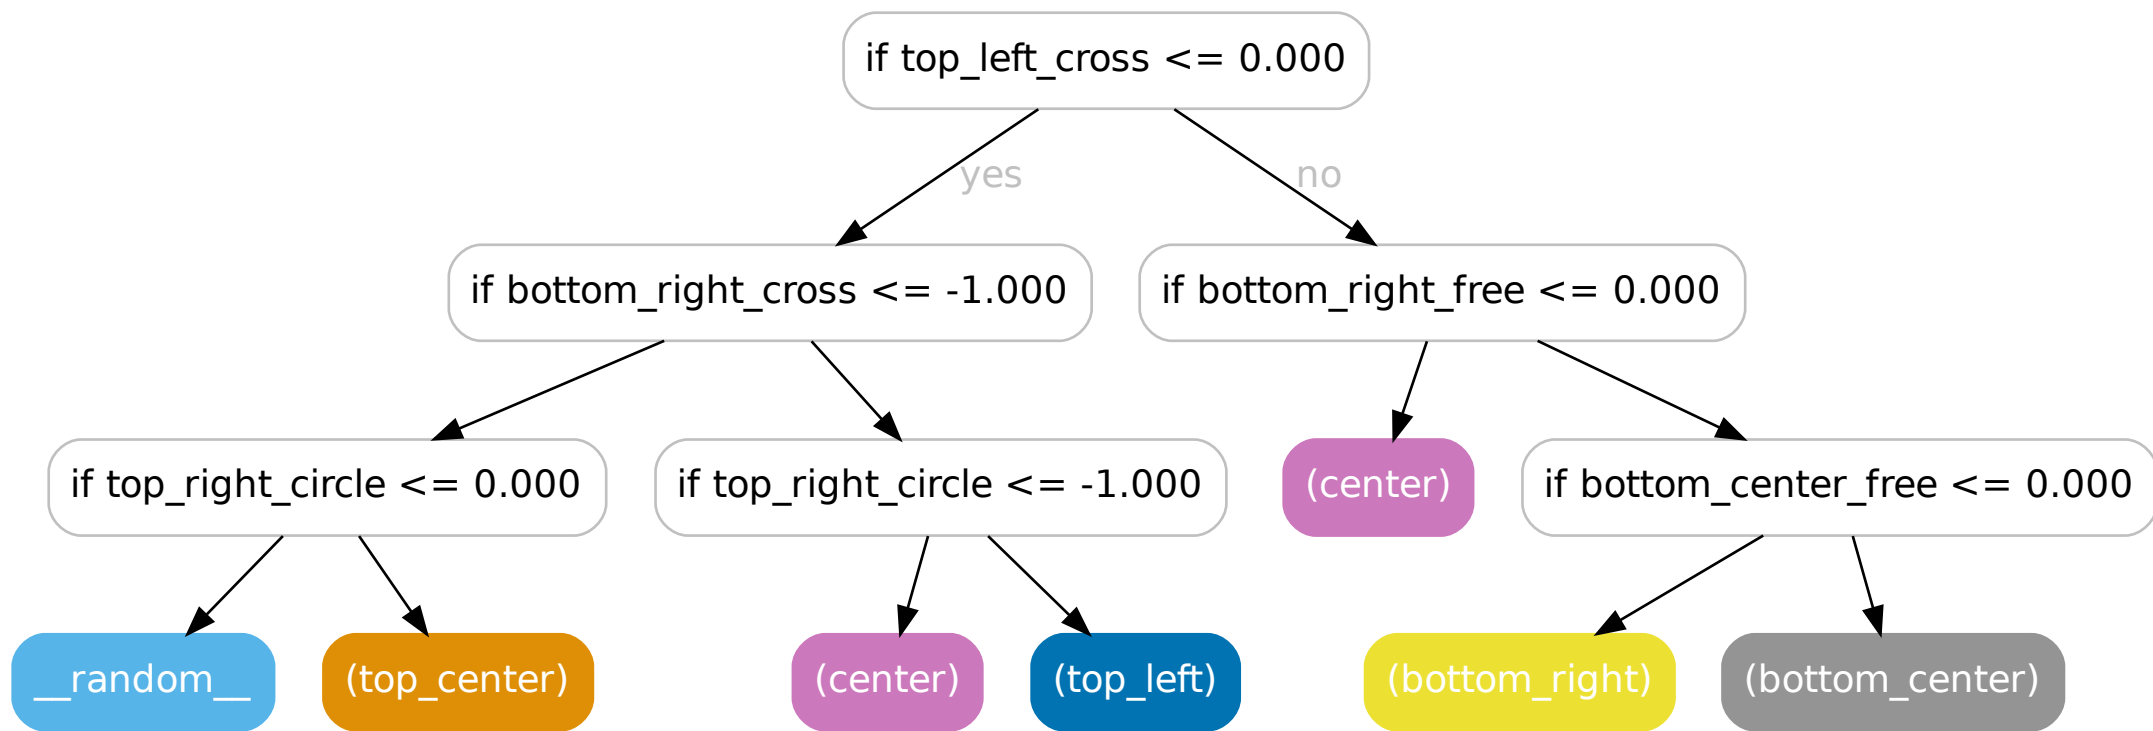 if top_left_cross <= 0.000
yes
no
if bottom_right_cross <= -1.000
if bottom_right_free <= 0.000
if top_right_circle <= 0.000
if top_right_circle <= -1.000
(center)
if bottom_center_free <= 0.000
__random__
(top_center)
(center)
(top_left)
(bottom_right)
(bottom_center)